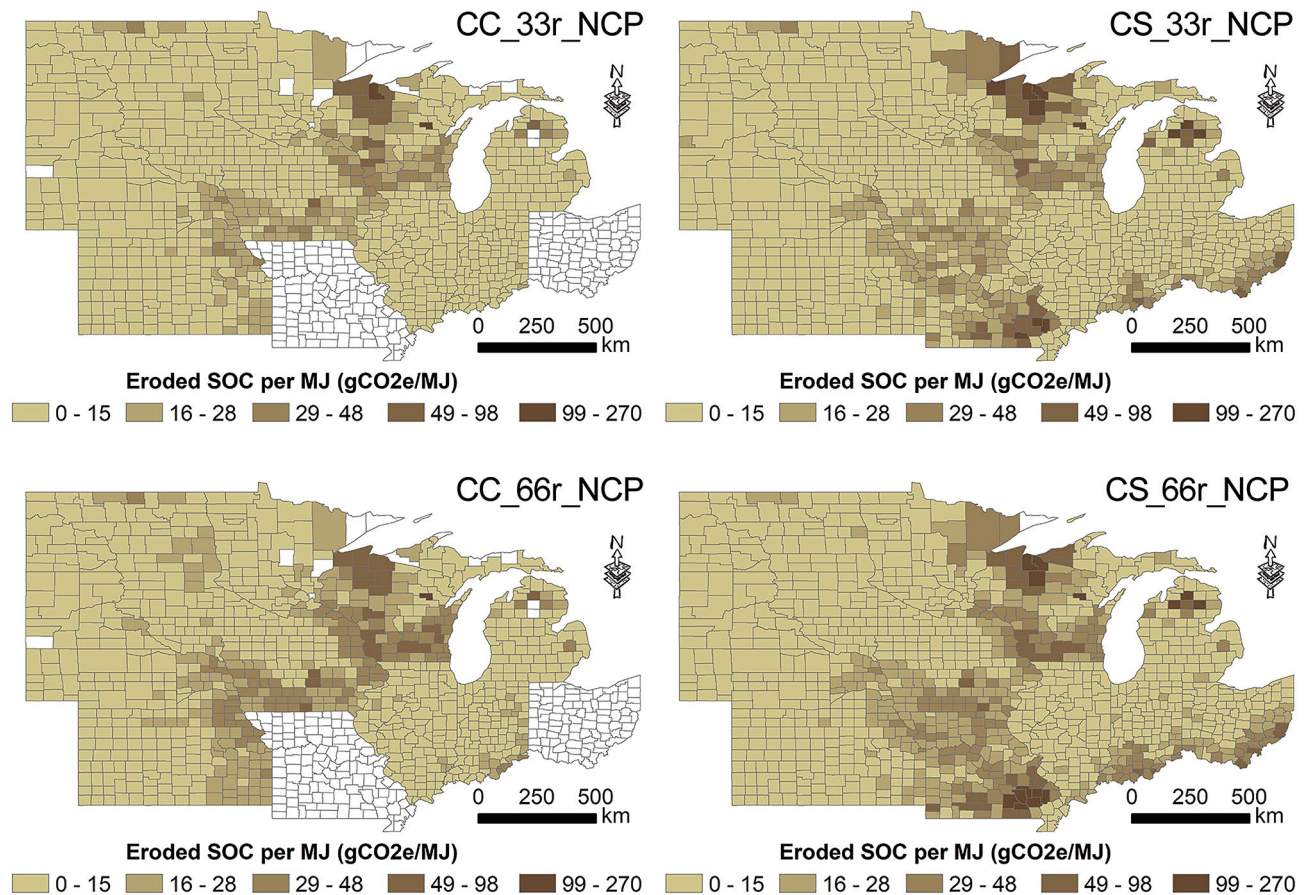 CC_33r_NCP
N
0 250 500
km
Eroded SOC per MJ (gCO2e/MJ)
0 - 15 16 - 28 29 - 48 49 - 98 99 - 270
CS_33r_NCP
N
0 250 500
km
Eroded SOC per MJ (gCO2e/MJ)
0 - 15 16 - 28 29 - 48 49 - 98 99 - 270
CC_66r_NCP
N
0 250 500
km
Eroded SOC per MJ (gCO2e/MJ)
0 - 15 16 - 28 29 - 48 49 - 98 99 - 270
CS_66r_NCP
N
0 250 500
km
Eroded SOC per MJ (gCO2e/MJ)
0 - 15 16 - 28 29 - 48 49 - 98 99 - 270